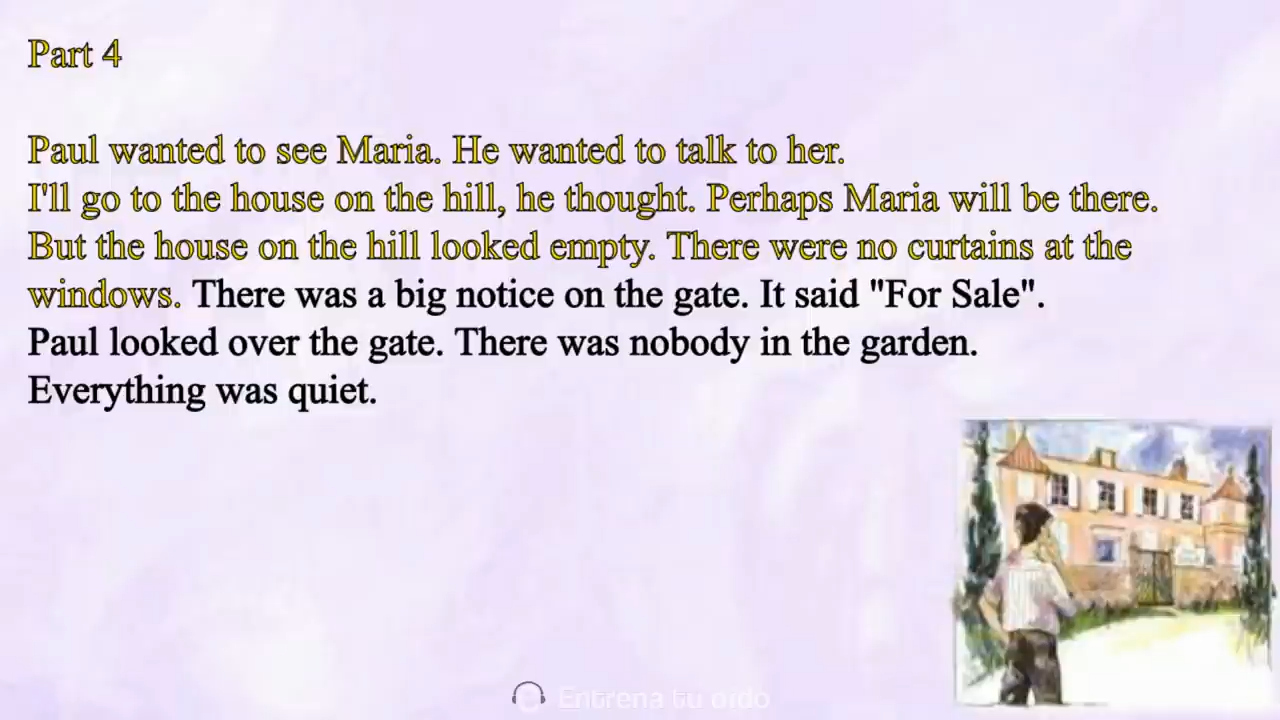 Part 4
Paul wanted to see Maria. He wanted to talk to her.
I'll go to the house on the hill, he thought. Perhaps Maria will be there.
But the house on the hill looked empty. There were no curtains at the
windows. There was a big notice on the gate. It said "For Sale".
Paul looked over the gate. There was nobody in the garden.
Everything was quiet.
Entrena tu oído